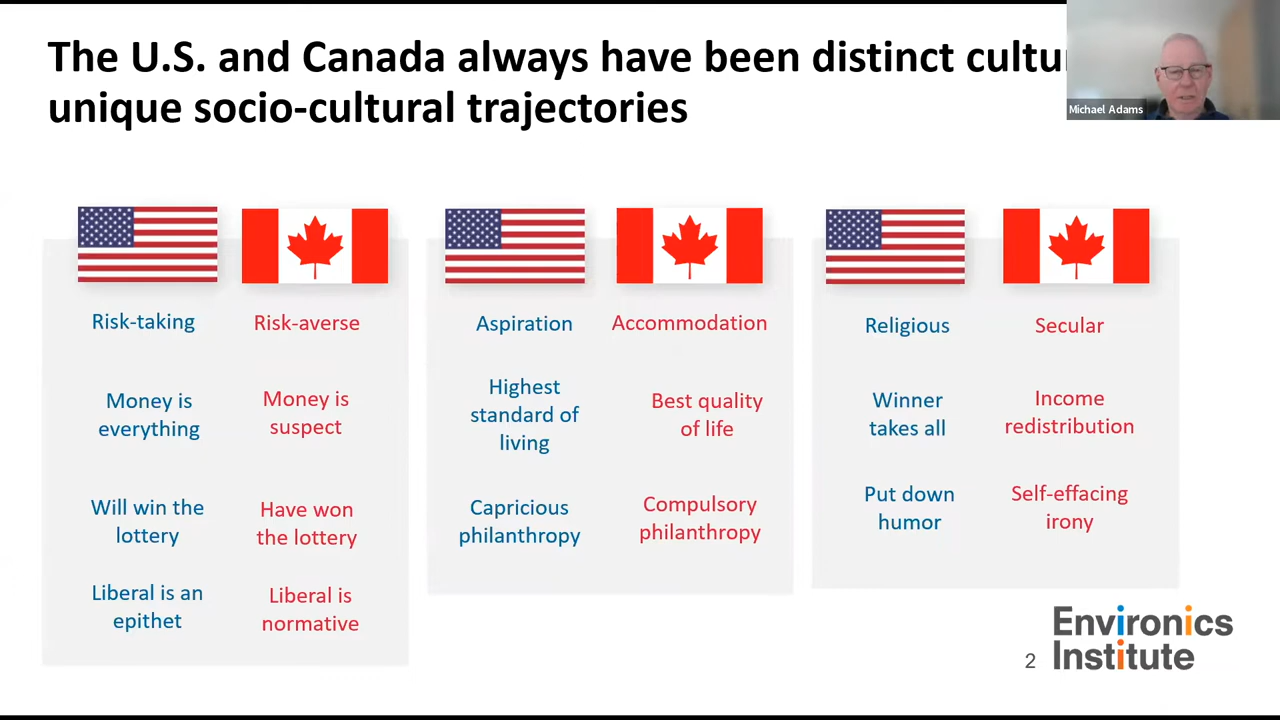 The U.S. and Canada always have been distinct
unique socio-cultural trajectories
Michael Adams
Risk-taking
Risk-averse
Money is
everything
Money is
suspect
Will win the
lottery
Have won
the lottery
Liberal is an
epithet
Liberal is
normative
Aspiration
Accommodation
Highest
standard of
living
Best quality
of life
Capricious
philanthropy
Compulsory
philanthropy
Religious
Secular
Winner
takes all
Income
redistribution
Put down
humor
Self-effacing
irony
2
Environics
Institute